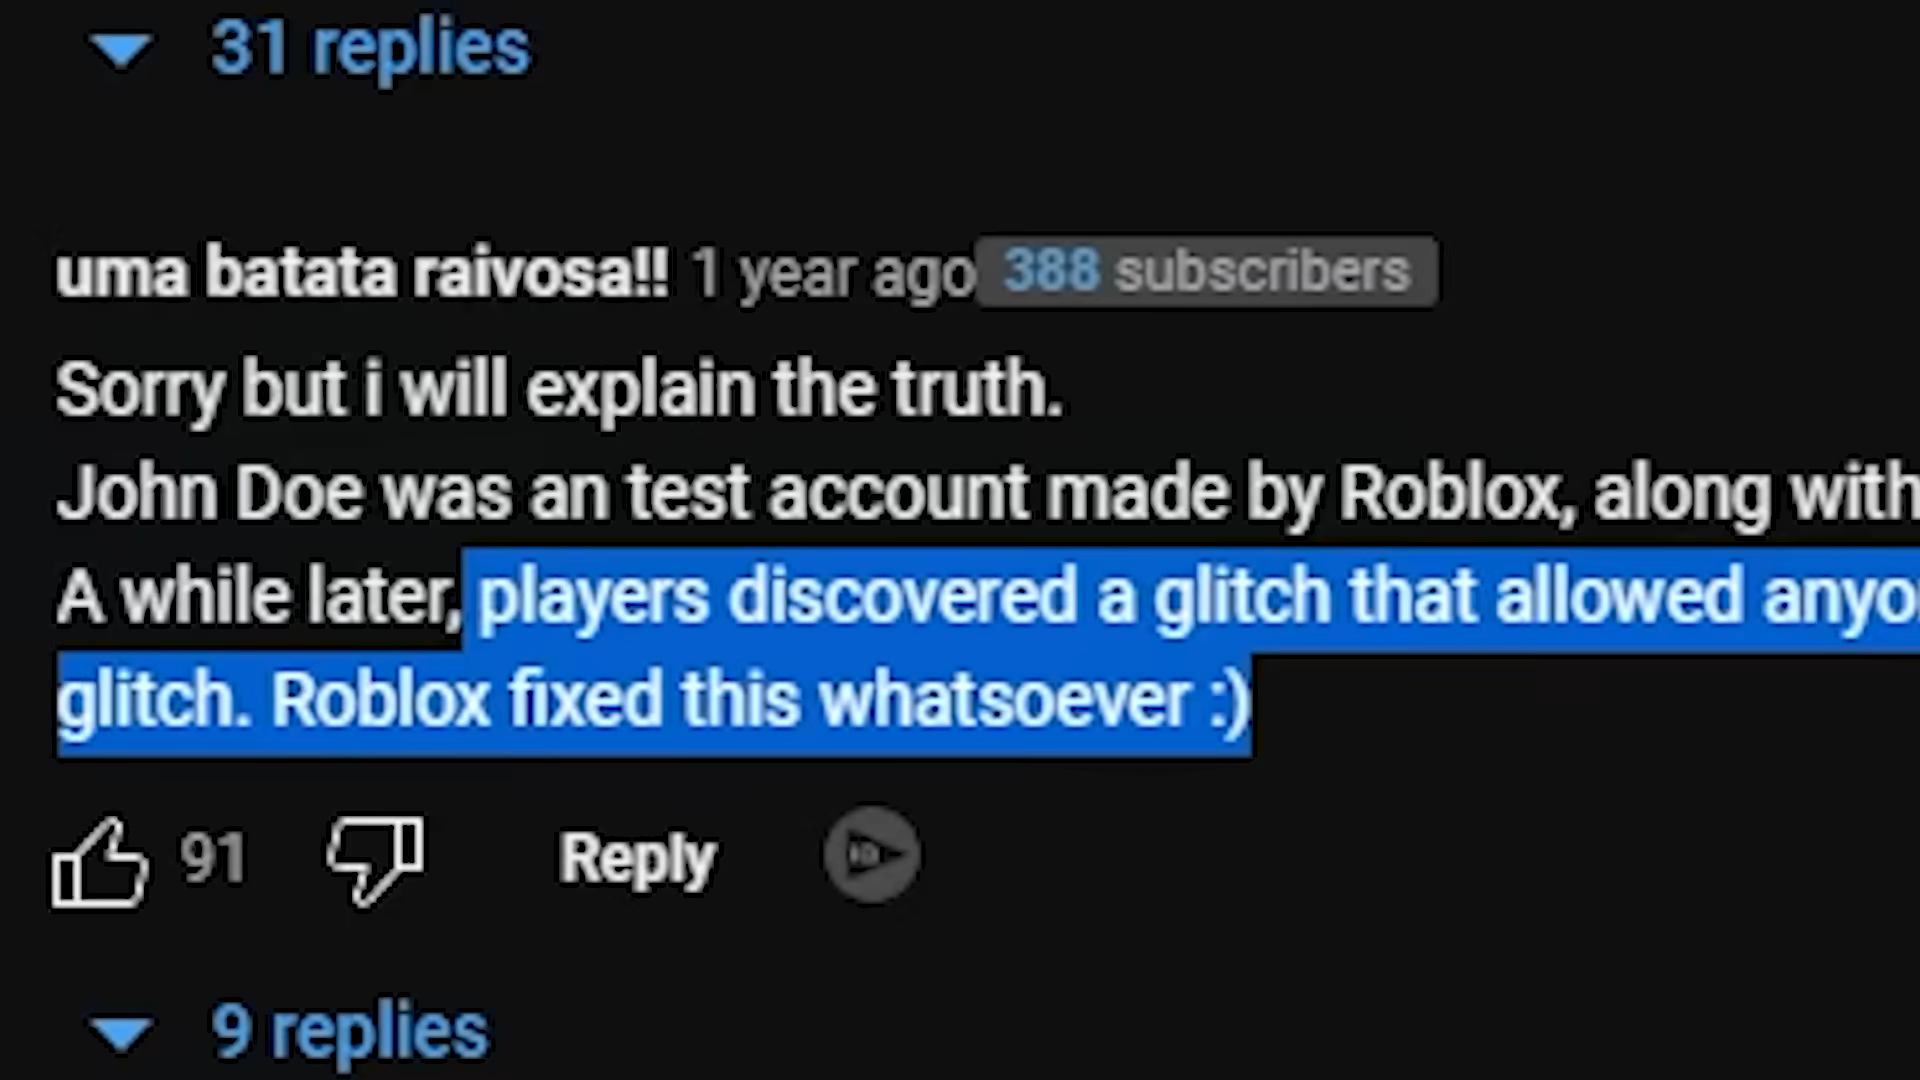 31 replies
uma batata raivosa!! 1 year ago 388 subscribers
Sorry but i will explain the truth.
John Doe was an test account made by Roblox, along with
A while later, players discovered a glitch that allowed
glitch. Roblox fixed this whatsoever :)
91 Reply
9 replies